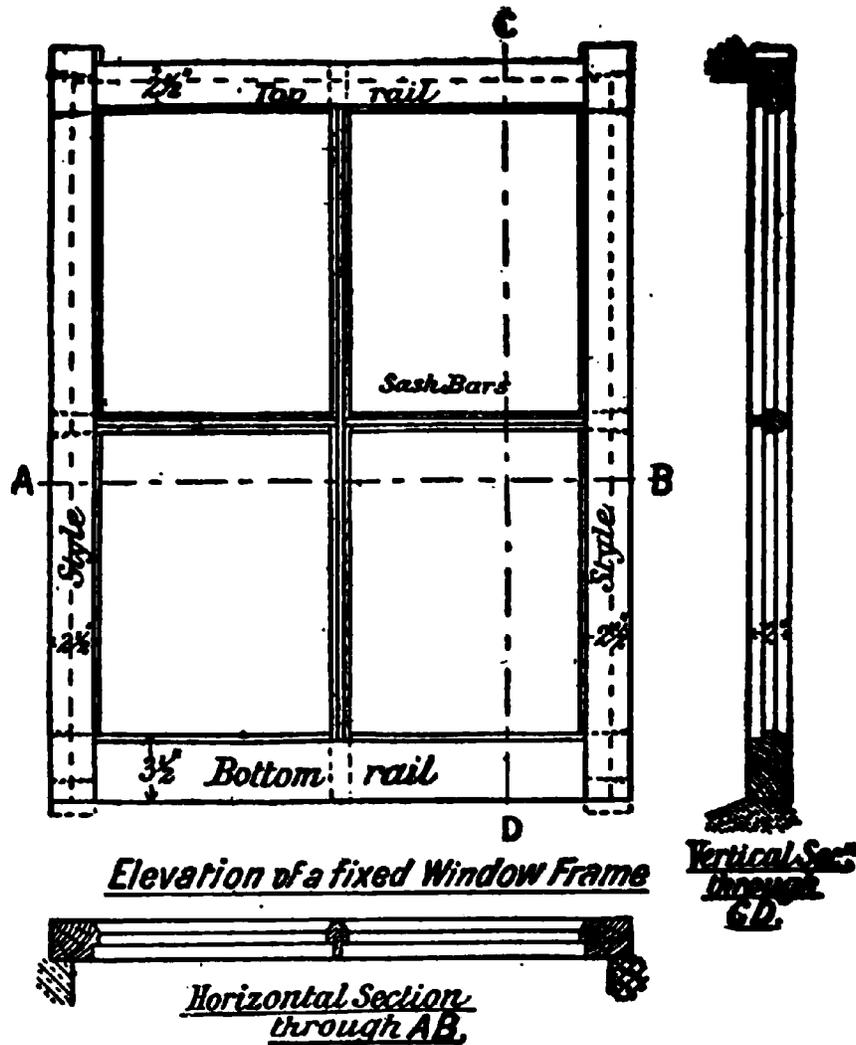 C
2½"
Top rail
Sash Bars
A
B
Style
Style
2½"
2½"
2"
3½"
Bottom rail
D
Elevation of a fixed Window Frame
Vertical Secn
through
C D.
Horizontal Section
through AB.